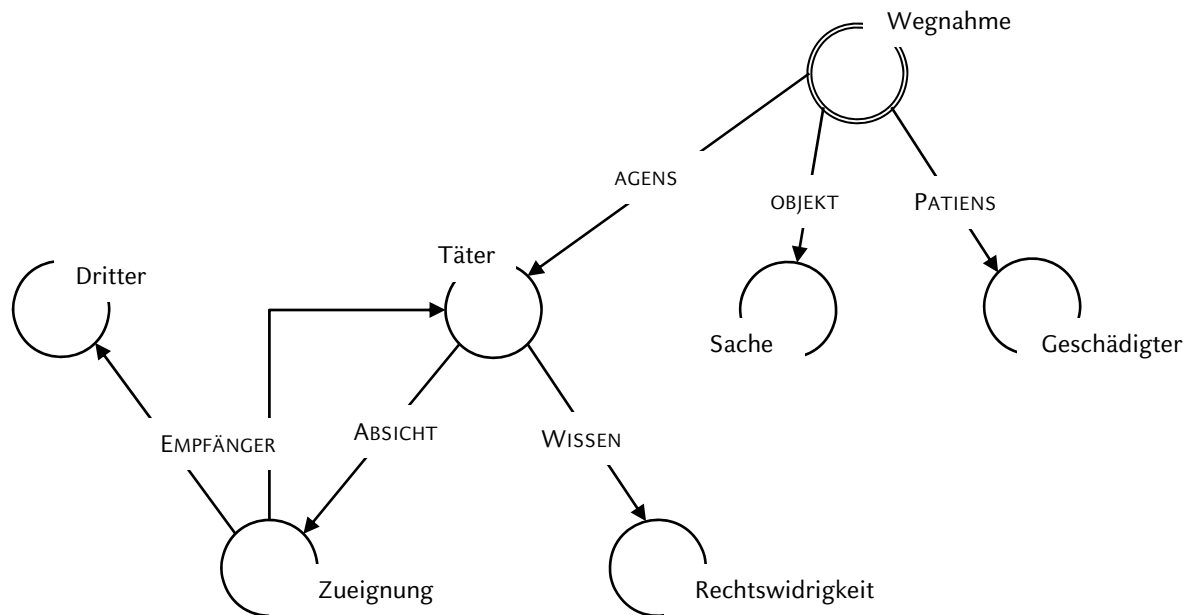 Wegnahme
AGENS
OBJEKT
PATIENS
Täter
Dritter
Sache
Geschädigter
EMPFÄNGER
ABSICHT
WISSEN
Zueignung
Rechtswidrigkeit